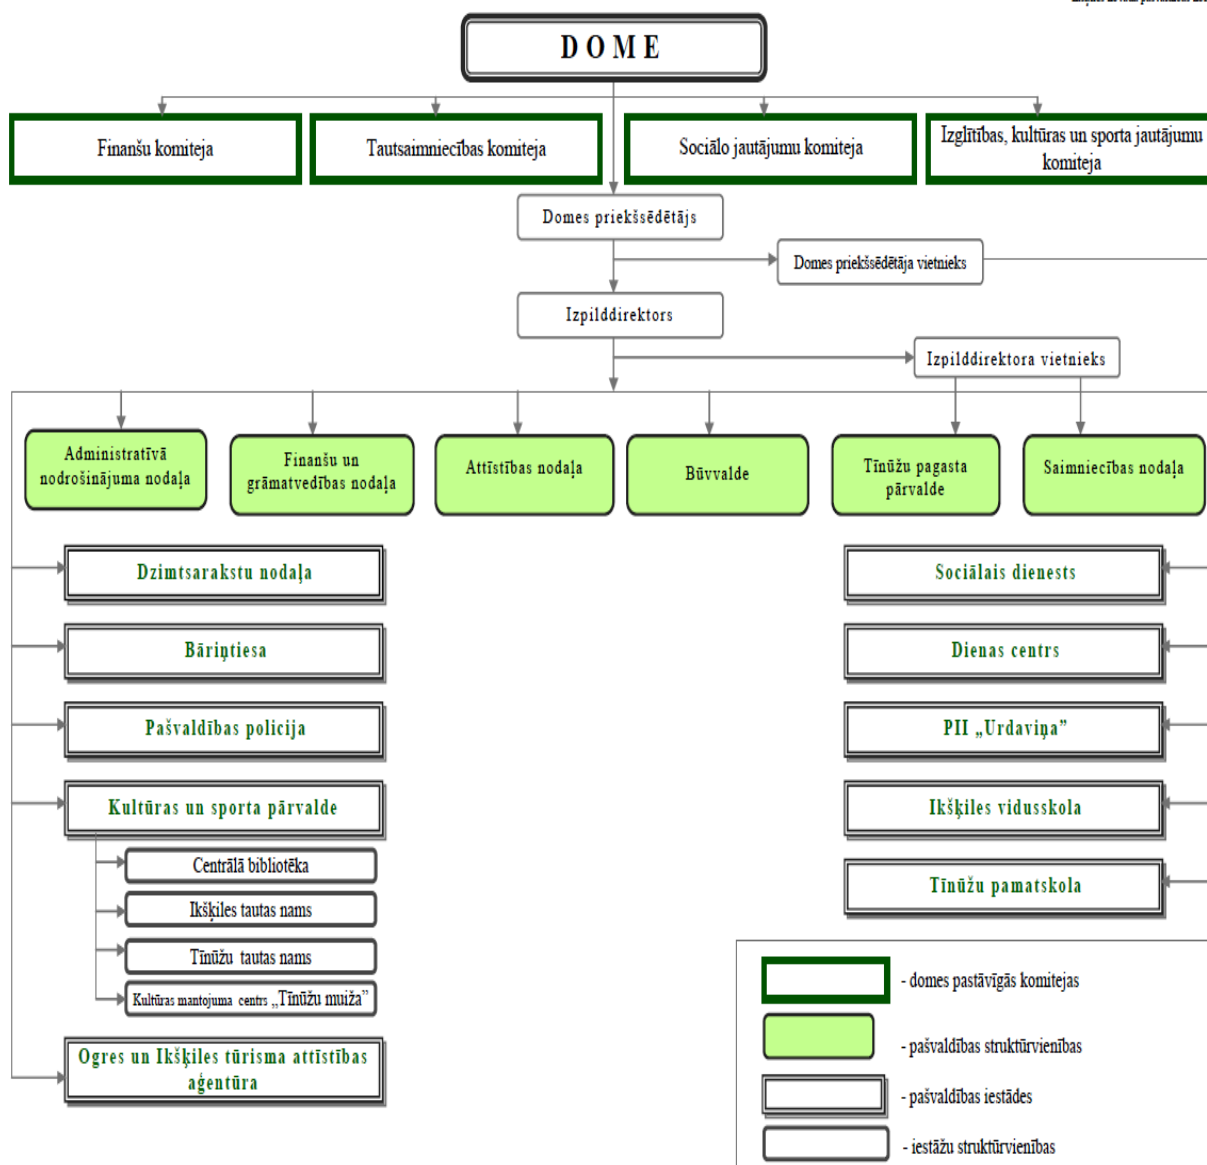 DOME
Finanšu komiteja
Tautsaimniecības komiteja
Sociālo jautājumu komiteja
Izglītības, kultūras un sporta jautājumu
komiteja
Domes priekšsēdētājs
Domes priekšsēdētāja vietnieks
Izpilddirektors
Izpilddirektora vietnieks
Administratīvā
nodrošinājuma nodaļa
Finanšu un
grāmatvedības nodaļa
Attīstības nodaļa
Būvvalde
Tīnūžu pagasta
pārvalde
Saimniecības nodaļa
Dzimtsarakstu nodaļa
Bāriņtiesa
Pašvaldības policija
Kultūras un sporta pārvalde
Centrālā bibliotēka
Ikšķiles tautas nams
Tīnūžu tautas nams
Kultūras mantojuma centrs „Tīnūžu muiža”
Ogres un Ikšķiles tūrisma attīstības
aģentūra
Sociālais dienests
Dienas centrs
PII „Urdaviņa”
Ikšķiles vidusskola
Tīnūžu pamatskola
- domes pastāvīgās komitejas
- pašvaldības struktūrvienības
- pašvaldības iestādes
- iestāžu struktūrvienības